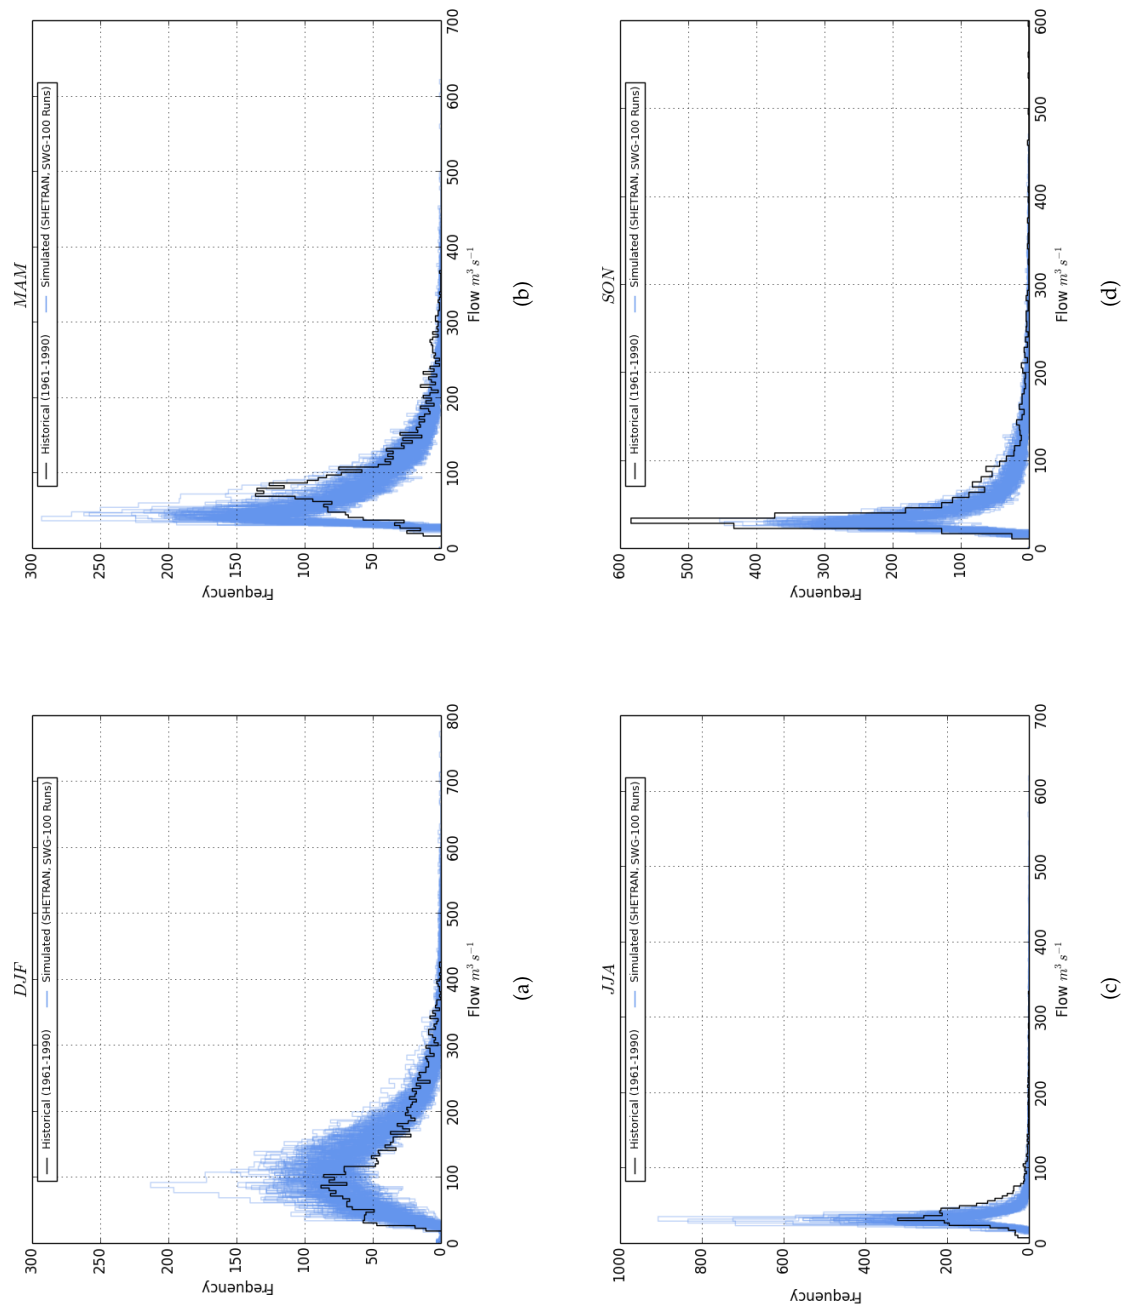 DJF
Historical (1961-1990) Simulated (SHETRAN, SWG-100 Runs)
Frequency
300
250
200
150
100
50
0
0 100 200 300 400 500 600 700 800
Flow m³ s⁻¹
(a)
MAM
Historical (1961-1990) Simulated (SHETRAN, SWG-100 Runs)
Frequency
300
250
200
150
100
50
0
0 100 200 300 400 500 600 700
Flow m³ s⁻¹
(b)
JJA
Historical (1961-1990) Simulated (SHETRAN, SWG-100 Runs)
Frequency
1000
800
600
400
200
0
0 100 200 300 400 500 600 700
Flow m³ s⁻¹
(c)
SON
Historical (1961-1990) Simulated (SHETRAN, SWG-100 Runs)
Frequency
600
500
400
300
200
100
0
0 100 200 300 400 500 600
Flow m³ s⁻¹
(d)